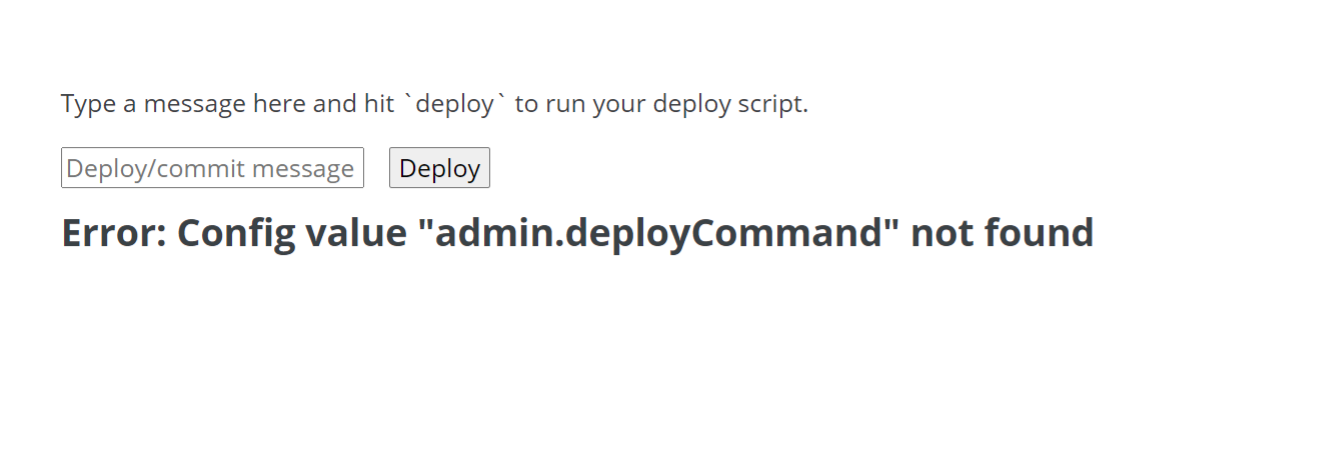 Type a message here and hit `deploy` to run your deploy script.
Deploy/commit message Deploy
Error: Config value "admin.deployCommand" not found